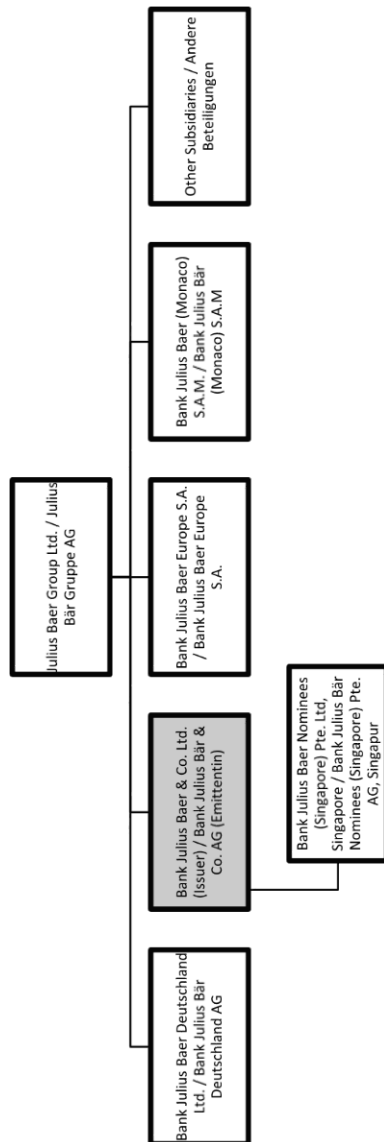 Julius Baer Group Ltd. / Julius
Bär Gruppe AG
Bank Julius Baer Deutschland
Ltd. / Bank Julius Bär
Deutschland AG
Bank Julius Baer & Co. Ltd.
(Issuer) / Bank Julius Bär &
Co. AG (Emittentin)
Bank Julius Baer Europe S.A.
/ Bank Julius Baer Europe
S.A.
Bank Julius Baer (Monaco)
S.A.M. / Bank Julius Bär
(Monaco) S.A.M
Other Subsidiaries / Andere
Beteiligungen
Bank Julius Baer Nominees
(Singapore) Pte. Ltd,
Singapore / Bank Julius Bär
Nominees (Singapore) Pte.
AG, Singapur